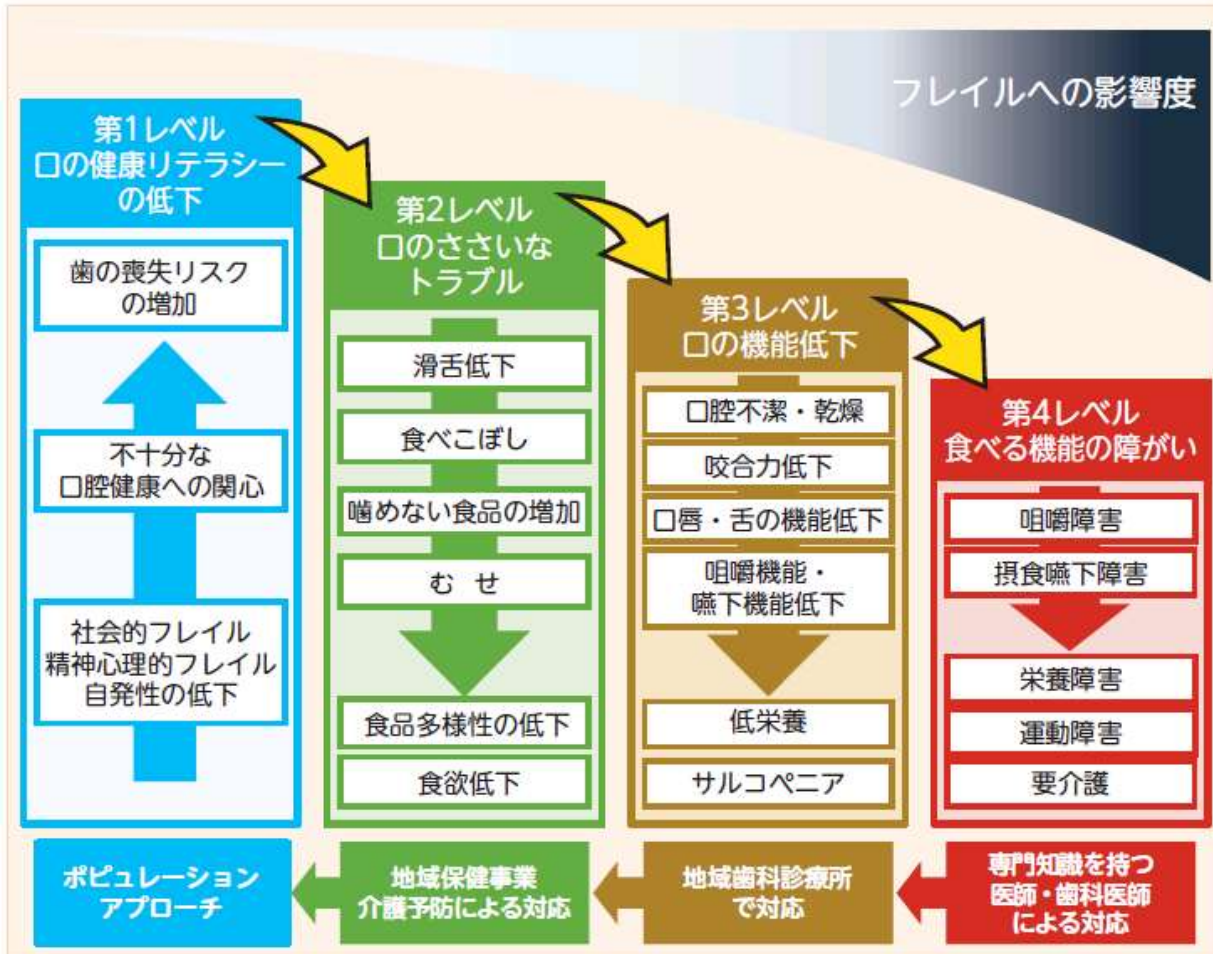 フレイルへの影響度
第1レベル
口の健康リテラシー
の低下
歯の喪失リスク
の増加
不十分な
口腔健康への関心
社会的フレイル
精神心理的フレイル
自発性の低下
ポピュレーション
アプローチ
第2レベル
口のささいな
トラブル
滑舌低下
食べこぼし
噛めない食品の増加
むせ
食品多様性の低下
食欲低下
地域保健事業
介護予防による対応
第3レベル
口の機能低下
口腔不潔・乾燥
咬合力低下
口唇・舌の機能低下
咀嚼機能・
嚥下機能低下
低栄養
サルコペニア
地域歯科診療所
で対応
第4レベル
食べる機能の障がい
咀嚼障害
摂食嚥下障害
栄養障害
運動障害
要介護
専門知識を持つ
医師・歯科医師
による対応